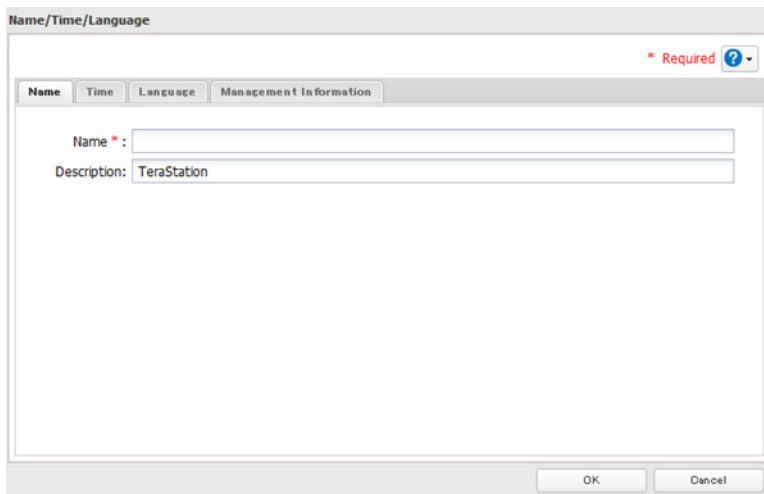 Name/Time/Language
* Required ?
Name Time Language Management Information
Name * :
Description: TeraStation
OK Cancel